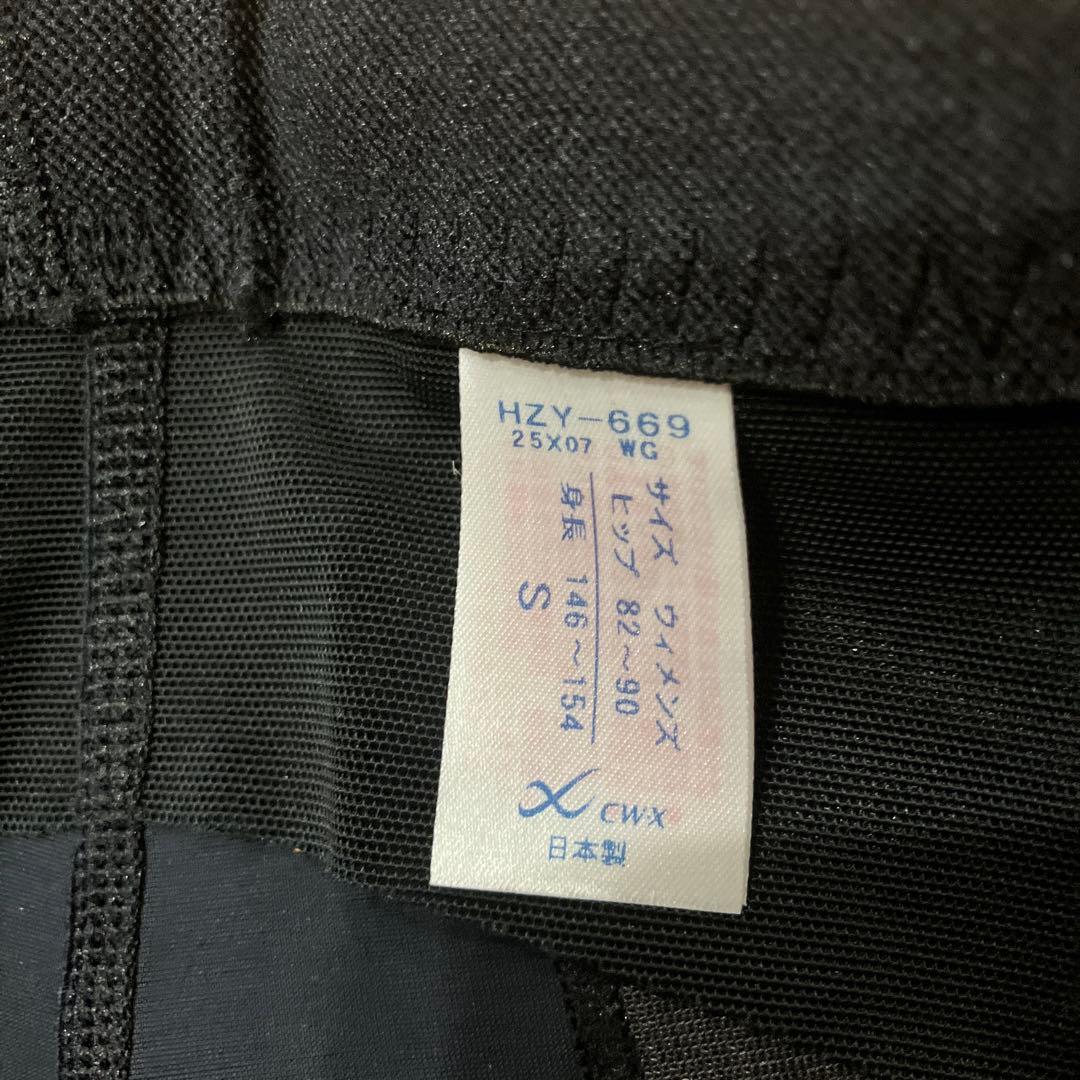 HZY-669
25X07 WG
サイズ ウィメンズ
ヒップ 82～90
身長 146～154
S
CW-X
日本製